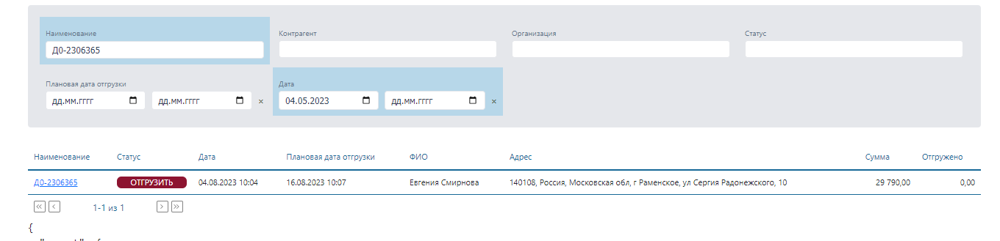 Наименование Контрагент Организация Статус
Д0-2306365
Плановая дата отгрузки Дата
дд.мм.гггг дд.мм.гггг × 04.05.2023 дд.мм.гггг ×
Наименование Статус Дата Плановая дата отгрузки ФИО Адрес Сумма Отгружено
Д0-2306365 ОТГРУЗИТЬ 04.08.2023 10:04 16.08.2023 10:07 Евгения Смирнова 140108, Россия, Московская обл, г Раменское, ул Сергия Радонежского, 10 29 790,00 0,00
« ‹ 1-1 из 1 › »
{